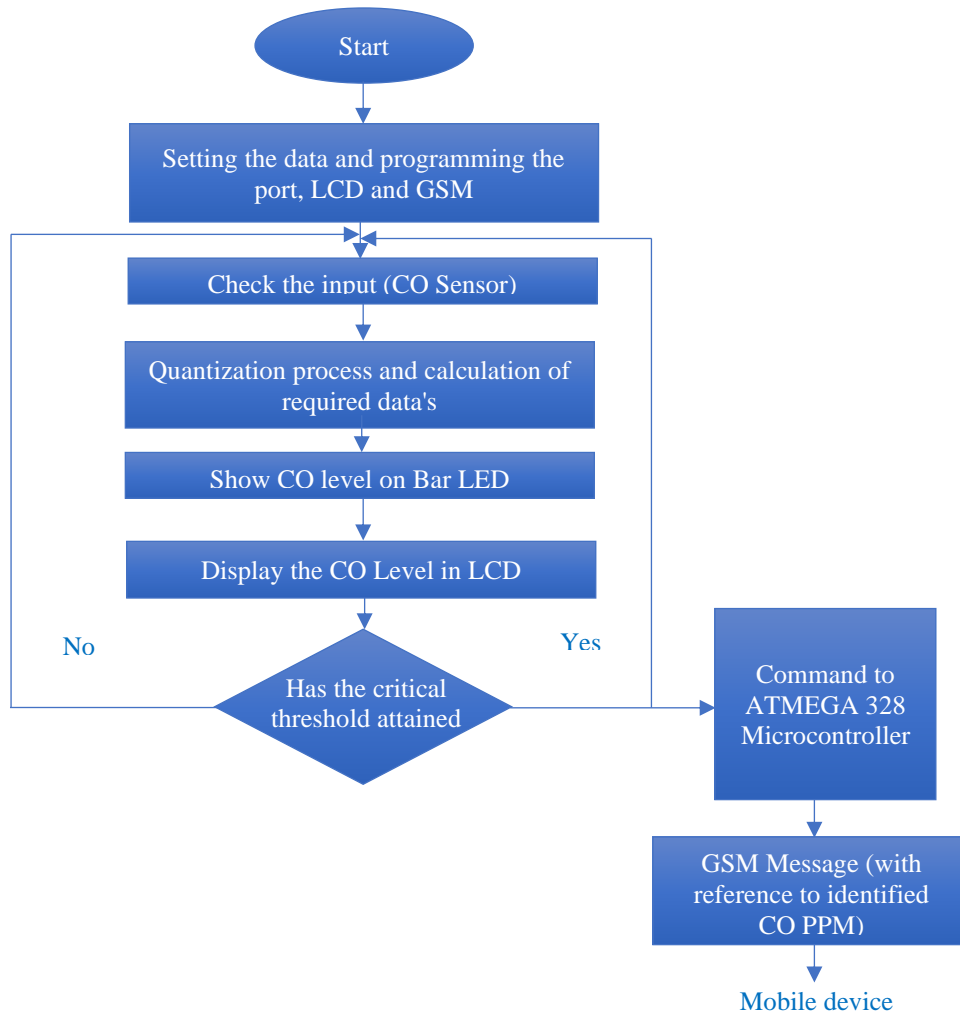 Start
Setting the data and programming the
port, LCD and GSM
Check the input (CO Sensor)
Quantization process and calculation of
required data's
Show CO level on Bar LED
Display the CO Level in LCD
No
Yes
Has the critical
threshold attained
Command to
ATMEGA 328
Microcontroller
GSM Message (with
reference to identified
CO PPM)
Mobile device